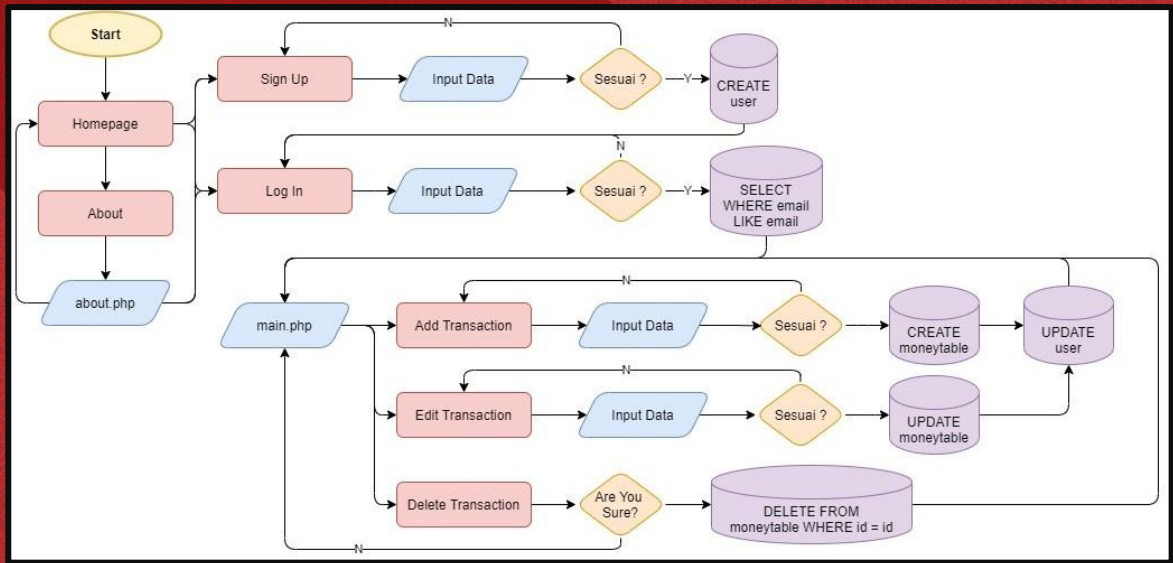 Start
N
Sign Up
Input Data
Sesuai ?
Y
CREATE
user
Homepage
N
Log In
Input Data
Sesuai ?
Y
SELECT
WHERE email
LIKE email
About
about.php
N
main.php
Add Transaction
Input Data
Sesuai ?
CREATE
moneytable
UPDATE
user
N
Edit Transaction
Input Data
Sesuai ?
UPDATE
moneytable
Delete Transaction
Are You
Sure?
DELETE FROM
moneytable WHERE id = id
N